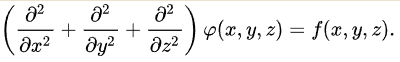 (∂²/∂x² + ∂²/∂y² + ∂²/∂z²) φ(x, y, z) = f(x, y, z).